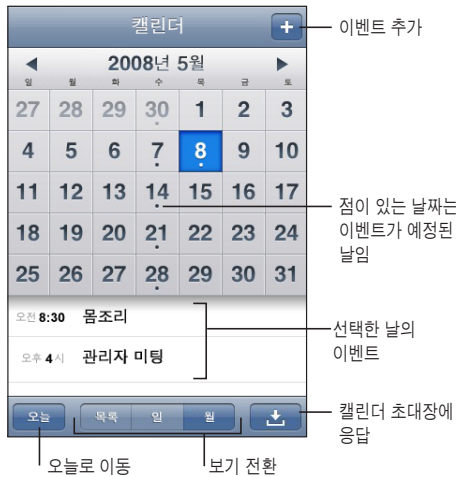 캘린더
이벤트 추가
2008년 5월
일 월 화 수 목 금 토
27 28 29 30 1 2 3
4 5 6 7 8 9 10
11 12 13 14 15 16 17
점이 있는 날짜는
이벤트가 예정된
날임
18 19 20 21 22 23 24
25 26 27 28 29 30 31
오전 8:30 몸조리
선택한 날의
이벤트
오후 4시 관리자 미팅
오늘 목록 일 월
캘린더 초대장에
응답
오늘로 이동
보기 전환